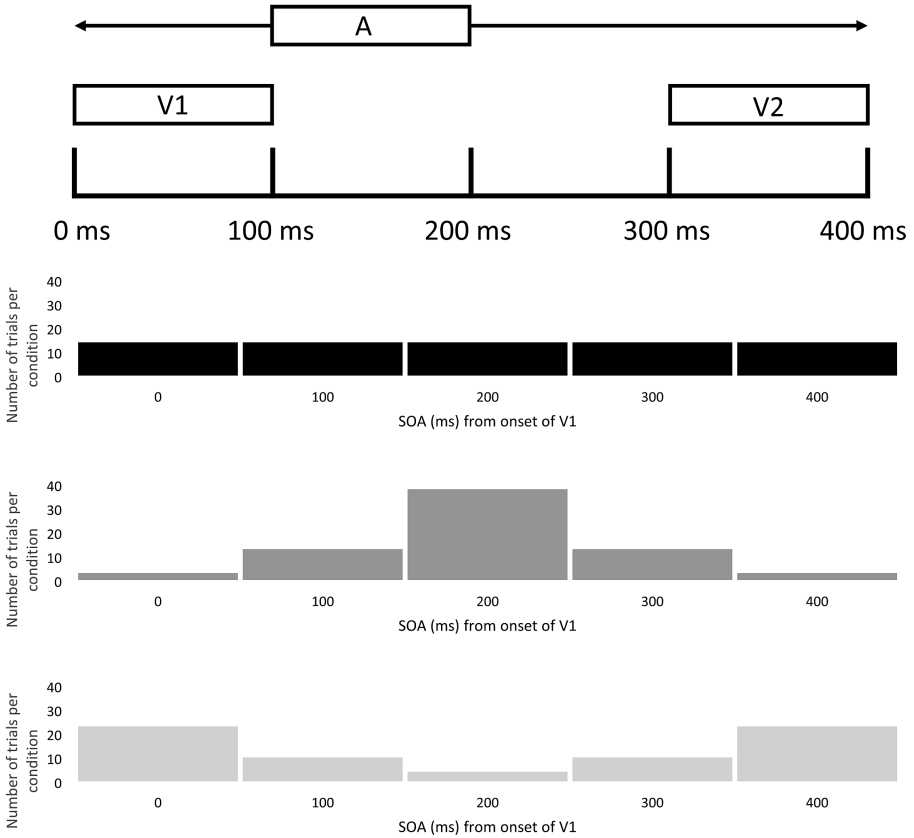 A
V1
V2
0 ms
100 ms
200 ms
300 ms
400 ms
Number of trials per
condition
40
30
20
10
0
0
100
200
300
400
SOA (ms) from onset of V1
Number of trials per
condition
40
30
20
10
0
0
100
200
300
400
SOA (ms) from onset of V1
Number of trials per
condition
40
30
20
10
0
0
100
200
300
400
SOA (ms) from onset of V1